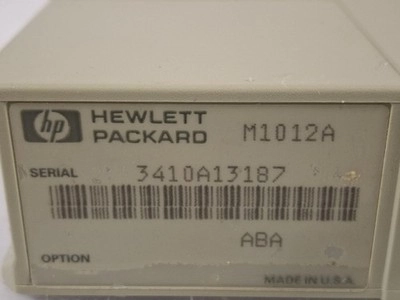 hp HEWLETT PACKARD M1012A
SERIAL 3410A13187
ABA
OPTION
MADE IN U.S.A